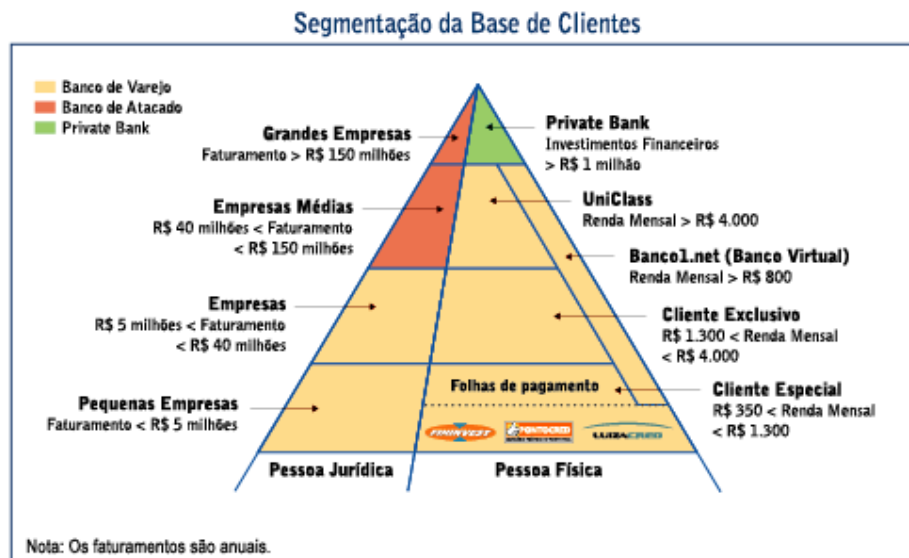 Segmentação da Base de Clientes
Banco de Varejo
Banco de Atacado
Private Bank
Grandes Empresas
Faturamento > R$ 150 milhões
Private Bank
Investimentos Financeiros
> R$ 1 milhão
Empresas Médias
R$ 40 milhões < Faturamento
< R$ 150 milhões
UniClass
Renda Mensal > R$ 4.000
Banco1.net (Banco Virtual)
Renda Mensal > R$ 800
Empresas
R$ 5 milhões < Faturamento
< R$ 40 milhões
Cliente Exclusivo
R$ 1.300 < Renda Mensal
< R$ 4.000
Folhas de pagamento
Cliente Especial
R$ 350 < Renda Mensal
< R$ 1.300
Pequenas Empresas
Faturamento < R$ 5 milhões
FININVEST
PONTOCRED
LUIZACRED
Pessoa Jurídica
Pessoa Física
Nota: Os faturamentos são anuais.